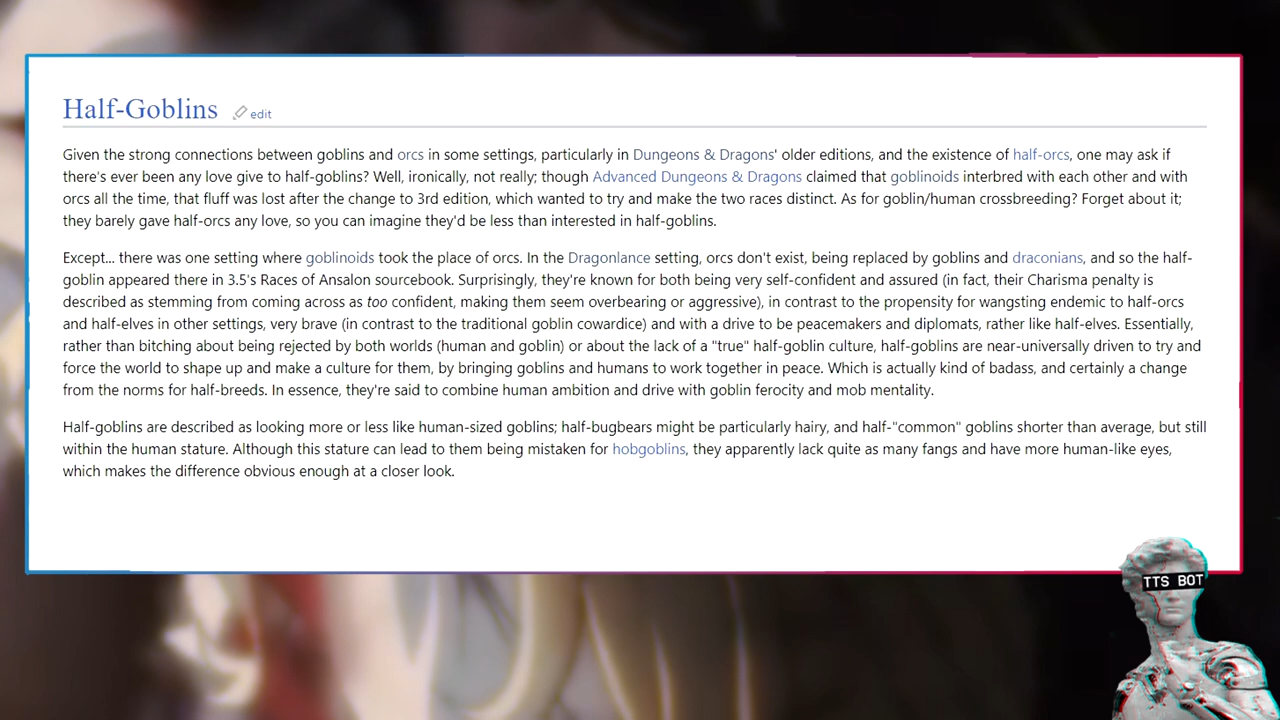 Half-Goblins edit
Given the strong connections between goblins and orcs in some settings, particularly in Dungeons & Dragons' older editions, and the existence of half-orcs, one may ask if
there's ever been any love give to half-goblins? Well, ironically, not really; though Advanced Dungeons & Dragons claimed that goblinoids interbred with each other and with
orcs all the time, that fluff was lost after the change to 3rd edition, which wanted to try and make the two races distinct. As for goblin/human crossbreeding? Forget about it;
they barely gave half-orcs any love, so you can imagine they'd be less than interested in half-goblins.
Except... there was one setting where goblinoids took the place of orcs. In the Dragonlance setting, orcs don't exist, being replaced by goblins and draconians, and so the half-
goblin appeared there in 3.5's Races of Ansalon sourcebook. Surprisingly, they're known for both being very self-confident and assured (in fact, their Charisma penalty is
described as stemming from coming across as too confident, making them seem overbearing or aggressive), in contrast to the propensity for wangsting endemic to half-orcs
and half-elves in other settings, very brave (in contrast to the traditional goblin cowardice) and with a drive to be peacemakers and diplomats, rather like half-elves. Essentially,
rather than bitching about being rejected by both worlds (human and goblin) or about the lack of a "true" half-goblin culture, half-goblins are near-universally driven to try and
force the world to shape up and make a culture for them, by bringing goblins and humans to work together in peace. Which is actually kind of badass, and certainly a change
from the norms for half-breeds. In essence, they're said to combine human ambition and drive with goblin ferocity and mob mentality.
Half-goblins are described as looking more or less like human-sized goblins; half-bugbears might be particularly hairy, and half-"common" goblins shorter than average, but still
within the human stature. Although this stature can lead to them being mistaken for hobgoblins, they apparently lack quite as many fangs and have more human-like eyes,
which makes the difference obvious enough at a closer look.
TTS BOT